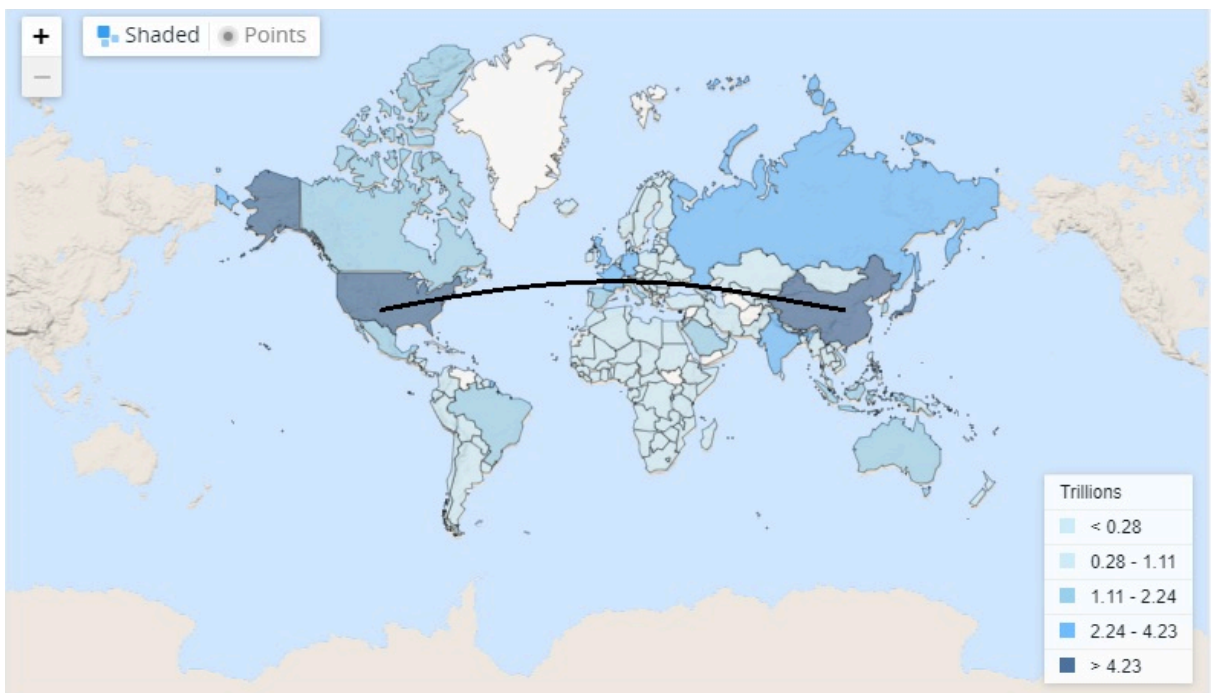 +
Shaded Points
−
Trillions
< 0.28
0.28 - 1.11
1.11 - 2.24
2.24 - 4.23
> 4.23